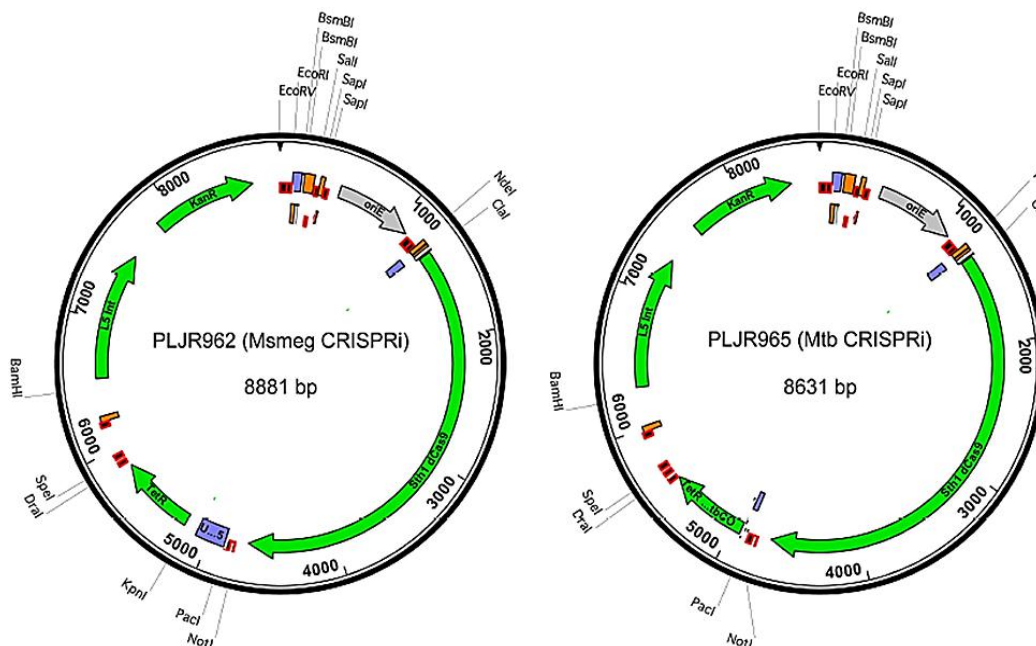 BsmBI
BsmBI
SalI
SapI
SapI
EcoRI
EcoRV
NdeI
ClaI
1000
2000
3000
4000
5000
6000
7000
8000
KanR
oriE
Sth1 dCas9
U...5
TetR
L5 Int
BamHI
SpeI
DraI
KpnI
PacI
NotI
PLJR962 (Msmeg CRISPRi)
8881 bp
BsmBI
BsmBI
SalI
SapI
SapI
EcoRI
EcoRV
1000
2000
3000
4000
5000
6000
7000
8000
KanR
oriE
Sth1 dCas9
TetR...tbCO
L5 Int
BamHI
SpeI
DraI
PacI
NotI
PLJR965 (Mtb CRISPRi)
8631 bp